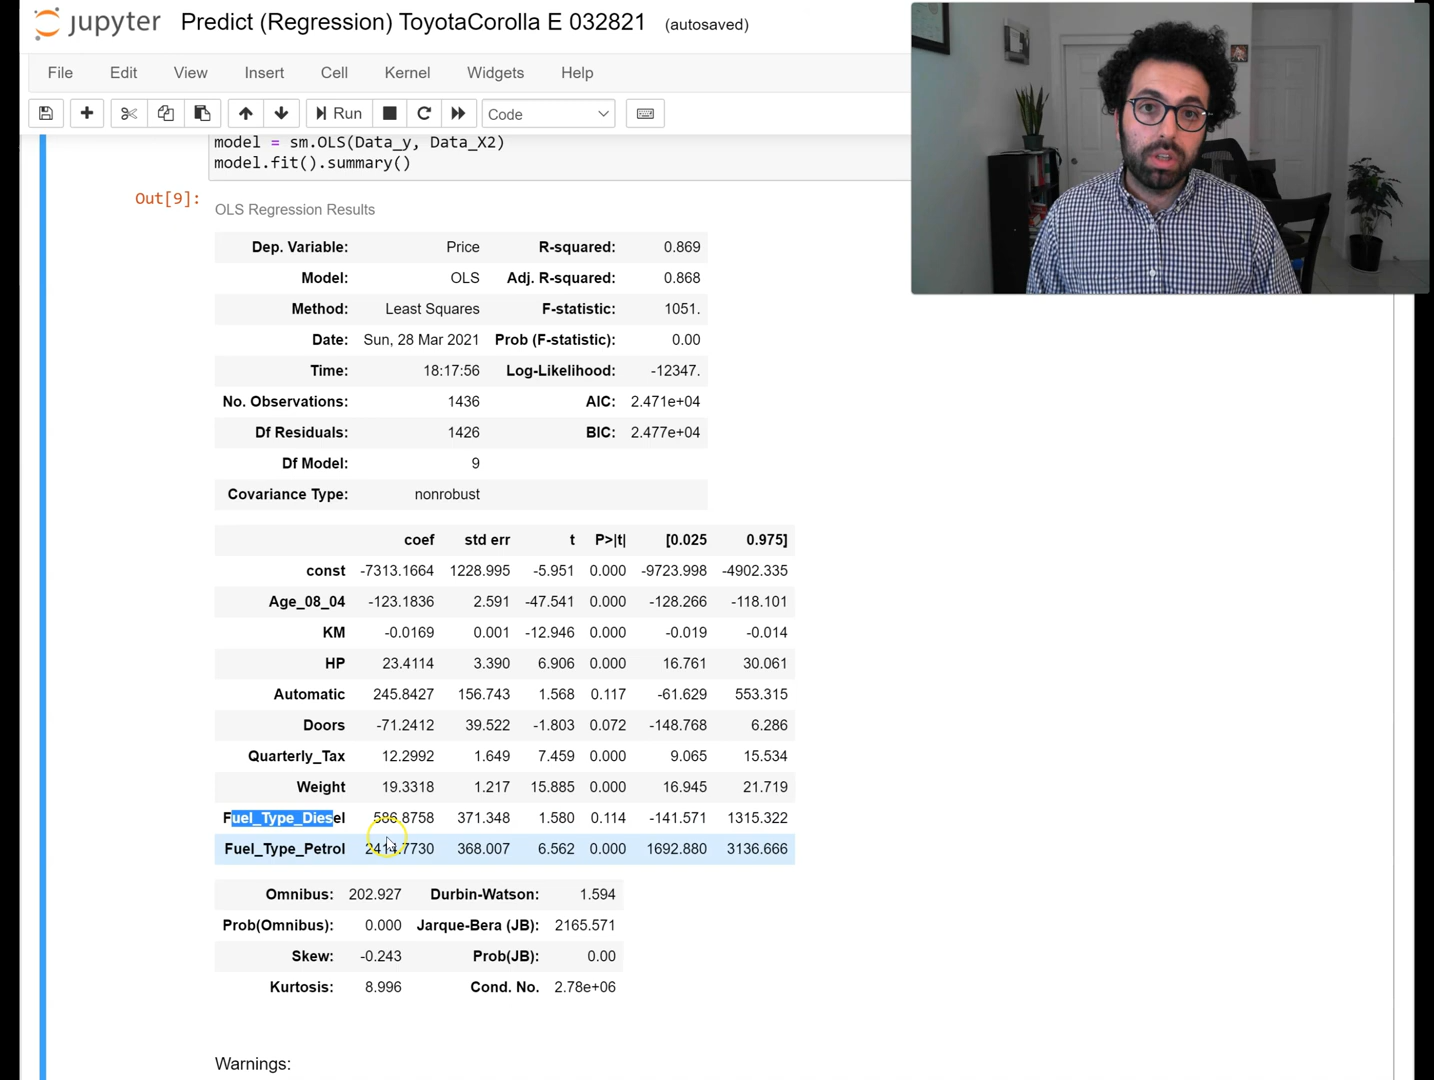 jupyter Predict (Regression) ToyotaCorolla E 032821 (autosaved)
File Edit View Insert Cell Kernel Widgets Help
Run Code
model = sm.OLS(Data_y, Data_X2)
model.fit().summary()
Out[9]:
OLS Regression Results
Dep. Variable: Price R-squared: 0.869
Model: OLS Adj. R-squared: 0.868
Method: Least Squares F-statistic: 1051.
Date: Sun, 28 Mar 2021 Prob (F-statistic): 0.00
Time: 18:17:56 Log-Likelihood: -12347.
No. Observations: 1436 AIC: 2.471e+04
Df Residuals: 1426 BIC: 2.477e+04
Df Model: 9
Covariance Type: nonrobust
coef std err t P>|t| [0.025 0.975]
const -7313.1664 1228.995 -5.951 0.000 -9723.998 -4902.335
Age_08_04 -123.1836 2.591 -47.541 0.000 -128.266 -118.101
KM -0.0169 0.001 -12.946 0.000 -0.019 -0.014
HP 23.4114 3.390 6.906 0.000 16.761 30.061
Automatic 245.8427 156.743 1.568 0.117 -61.629 553.315
Doors -71.2412 39.522 -1.803 0.072 -148.768 6.286
Quarterly_Tax 12.2992 1.649 7.459 0.000 9.065 15.534
Weight 19.3318 1.217 15.885 0.000 16.945 21.719
Fuel_Type_Diesel 586.8758 371.348 1.580 0.114 -141.571 1315.322
Fuel_Type_Petrol 2414.7730 368.007 6.562 0.000 1692.880 3136.666
Omnibus: 202.927 Durbin-Watson: 1.594
Prob(Omnibus): 0.000 Jarque-Bera (JB): 2165.571
Skew: -0.243 Prob(JB): 0.00
Kurtosis: 8.996 Cond. No. 2.78e+06
Warnings: